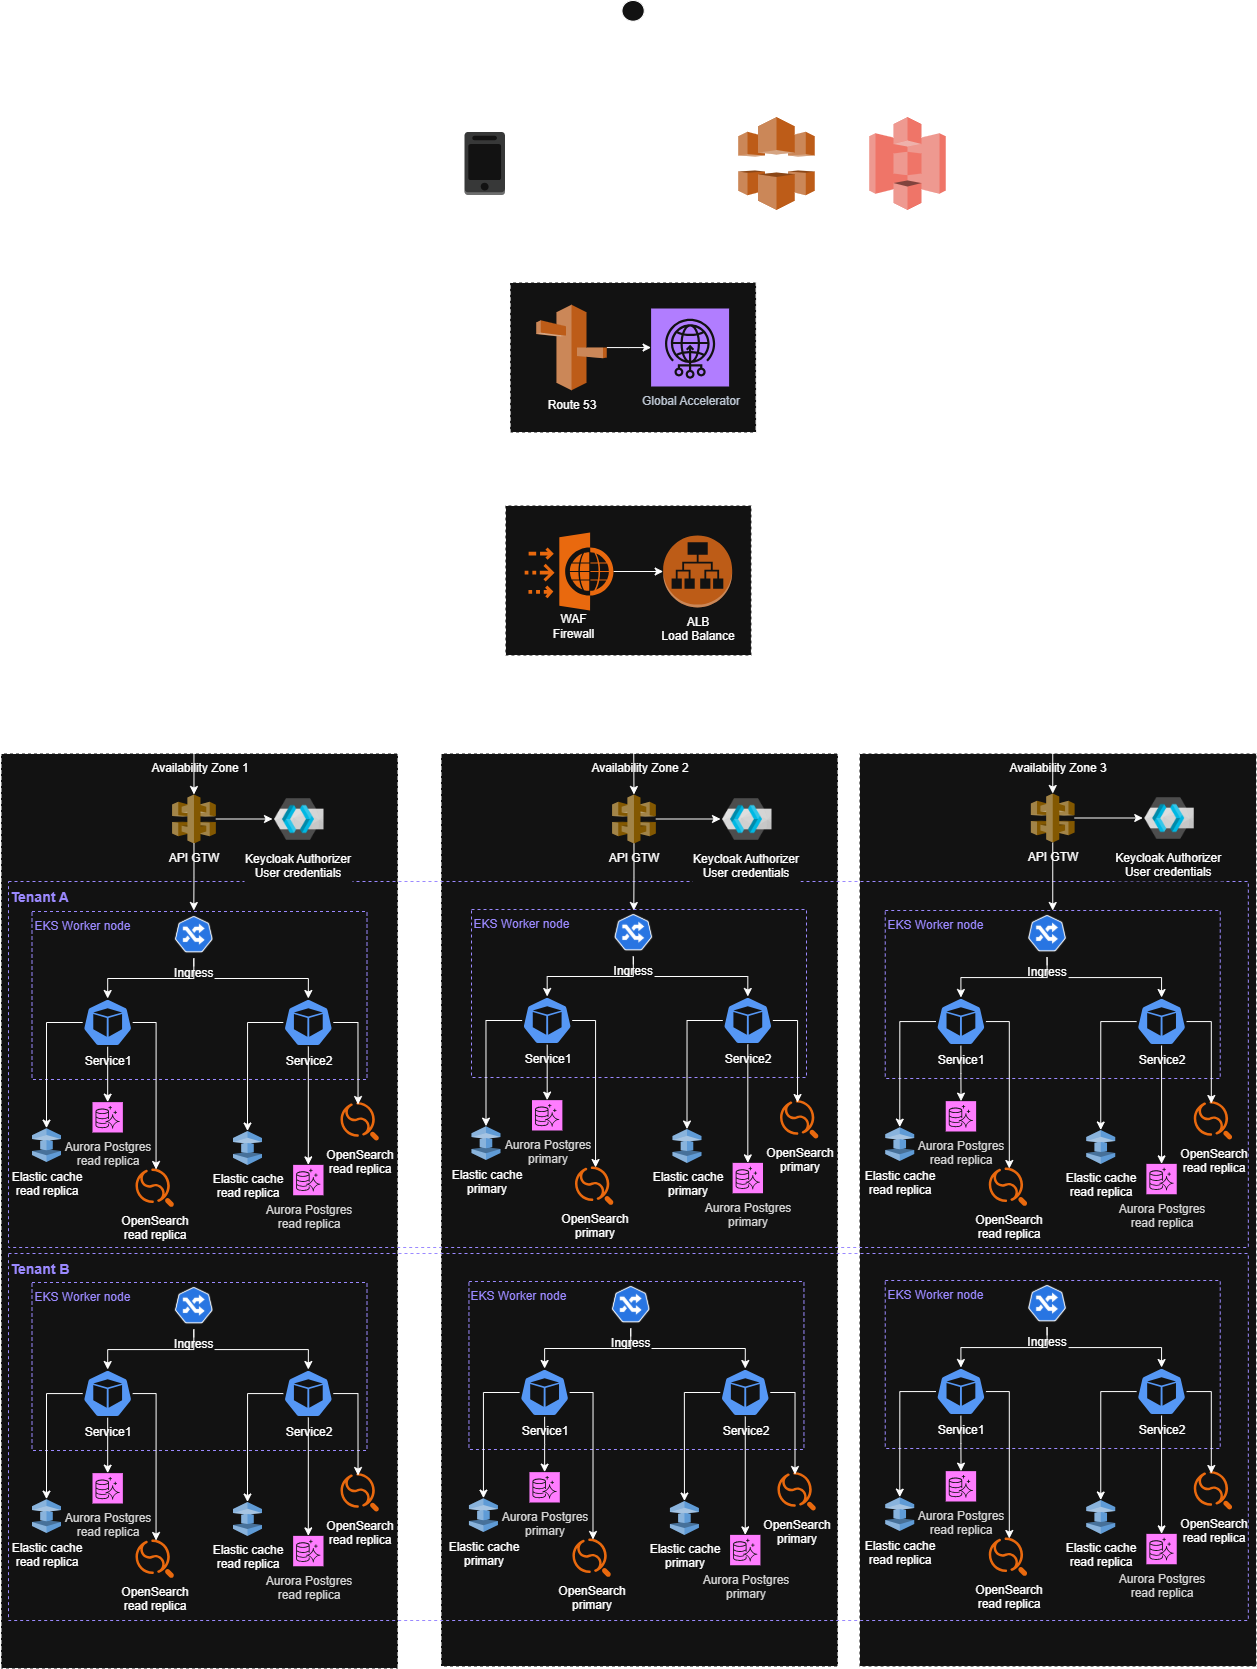 Route 53
Global Accelerator
WAF
Firewall
ALB
Load Balance
Availability Zone 1
API GTW
Keycloak Authorizer
User credentials
Availability Zone 2
API GTW
Keycloak Authorizer
User credentials
Availability Zone 3
API GTW
Keycloak Authorizer
User credentials
Tenant A
EKS Worker node
Ingress
Service1
Service2
Elastic cache
read replica
Aurora Postgres
read replica
OpenSearch
read replica
Elastic cache
read replica
Aurora Postgres
read replica
OpenSearch
read replica
EKS Worker node
Ingress
Service1
Service2
Elastic cache
primary
Aurora Postgres
primary
OpenSearch
primary
Elastic cache
primary
Aurora Postgres
primary
OpenSearch
primary
EKS Worker node
Ingress
Service1
Service2
Elastic cache
read replica
Aurora Postgres
read replica
OpenSearch
read replica
Elastic cache
read replica
Aurora Postgres
read replica
OpenSearch
read replica
Tenant B
EKS Worker node
Ingress
Service1
Service2
Elastic cache
read replica
Aurora Postgres
read replica
OpenSearch
read replica
Elastic cache
read replica
Aurora Postgres
read replica
OpenSearch
read replica
EKS Worker node
Ingress
Service1
Service2
Elastic cache
primary
Aurora Postgres
primary
OpenSearch
primary
Elastic cache
primary
Aurora Postgres
primary
OpenSearch
primary
EKS Worker node
Ingress
Service1
Service2
Elastic cache
read replica
Aurora Postgres
read replica
OpenSearch
read replica
Elastic cache
read replica
Aurora Postgres
read replica
OpenSearch
read replica